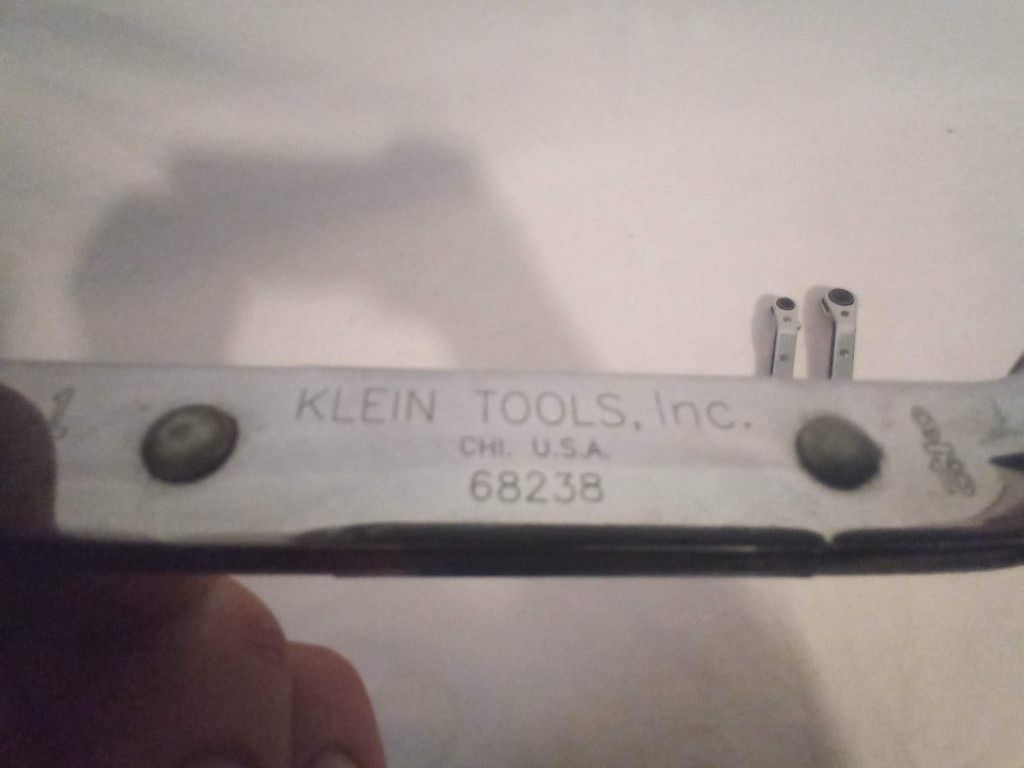 KLEIN TOOLS, Inc.
CHI. U.S.A.
68238